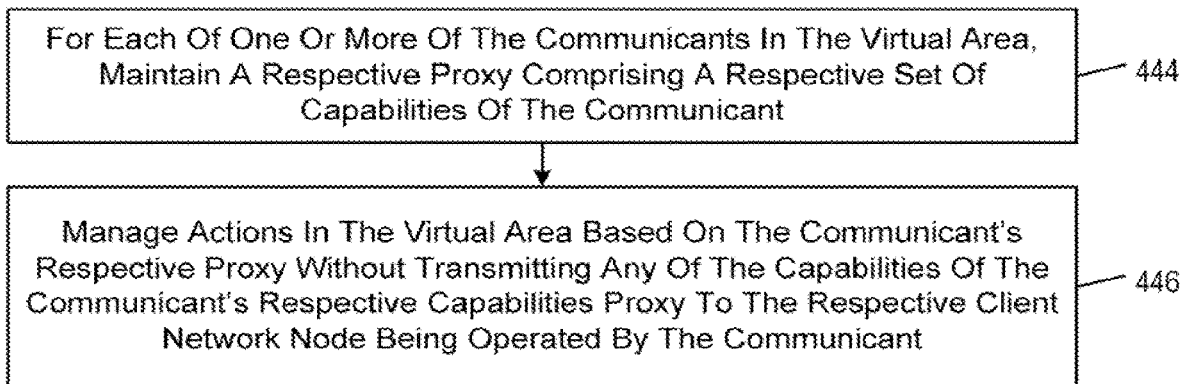 For Each Of One Or More Of The Communicants In The Virtual Area,
Maintain A Respective Proxy Comprising A Respective Set Of
Capabilities Of The Communicant
444
Manage Actions In The Virtual Area Based On The Communicant's
Respective Proxy Without Transmitting Any Of The Capabilities Of The
Communicant's Respective Capabilities Proxy To The Respective Client
Network Node Being Operated By The Communicant
446